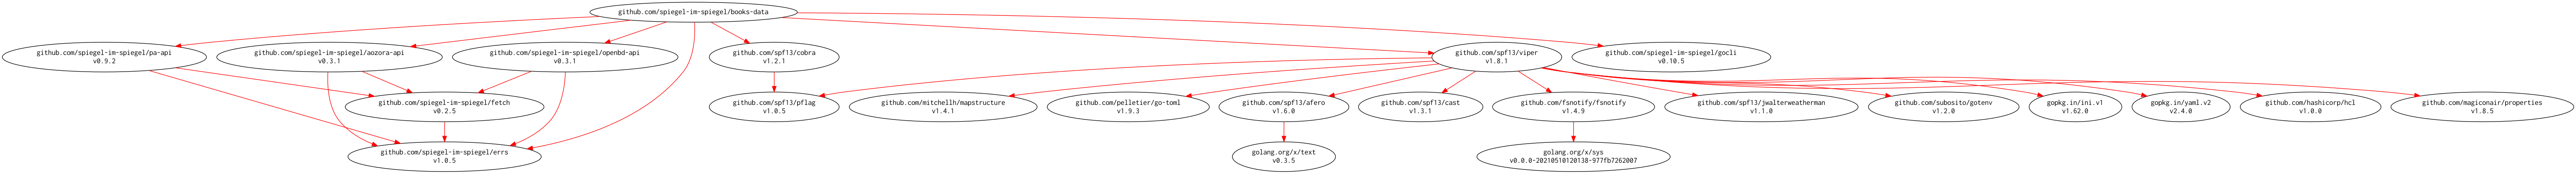 github.com/spiegel-im-spiegel/books-data
github.com/spiegel-im-spiegel/pa-api
v0.9.2
github.com/spiegel-im-spiegel/aozora-api
v0.3.1
github.com/spiegel-im-spiegel/openbd-api
v0.3.1
github.com/spf13/cobra
v1.2.1
github.com/spf13/viper
v1.8.1
github.com/spiegel-im-spiegel/gocli
v0.10.5
github.com/spiegel-im-spiegel/fetch
v0.2.5
github.com/spf13/pflag
v1.0.5
github.com/mitchellh/mapstructure
v1.4.1
github.com/pelletier/go-toml
v1.9.3
github.com/spf13/afero
v1.6.0
github.com/spf13/cast
v1.3.1
github.com/fsnotify/fsnotify
v1.4.9
github.com/spf13/jwalterweatherman
v1.1.0
github.com/subosito/gotenv
v1.2.0
gopkg.in/ini.v1
v1.62.0
gopkg.in/yaml.v2
v2.4.0
github.com/hashicorp/hcl
v1.0.0
github.com/magiconair/properties
v1.8.5
github.com/spiegel-im-spiegel/errs
v1.0.5
golang.org/x/text
v0.3.5
golang.org/x/sys
v0.0.0-20210510120138-977fb7262007